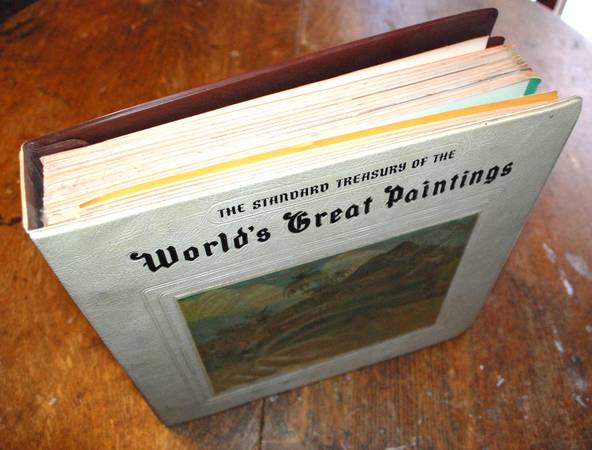 THE STANDARD TREASURY OF THE
World's Great Paintings